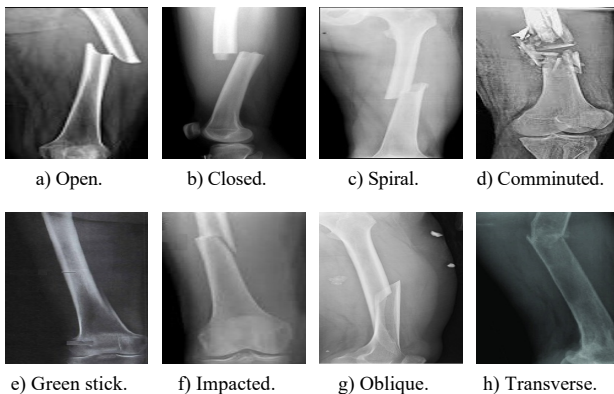 a) Open.
b) Closed.
c) Spiral.
d) Comminuted.
e) Green stick.
f) Impacted.
g) Oblique.
h) Transverse.